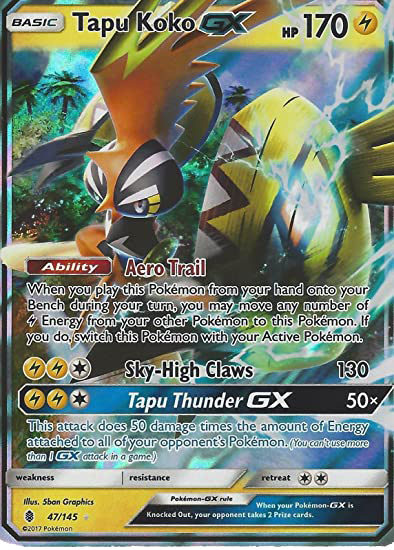 BASIC Tapu Koko GX HP 170
Ability Aero Trail
When you play this Pokémon from your hand onto your
Bench during your turn, you may move any number of
Energy from your other Pokémon to this Pokémon. If
you do, switch this Pokémon with your Active Pokémon.
Sky-High Claws 130
Tapu Thunder GX 50×
This attack does 50 damage times the amount of Energy
attached to all of your opponent's Pokémon. (You can't use more
than 1 GX attack in a game.)
weakness resistance retreat
Illus. 5ban Graphics
47/145
©2017 Pokémon
Pokémon-GX rule
When your Pokémon-GX is
Knocked Out, your opponent takes 2 Prize cards.